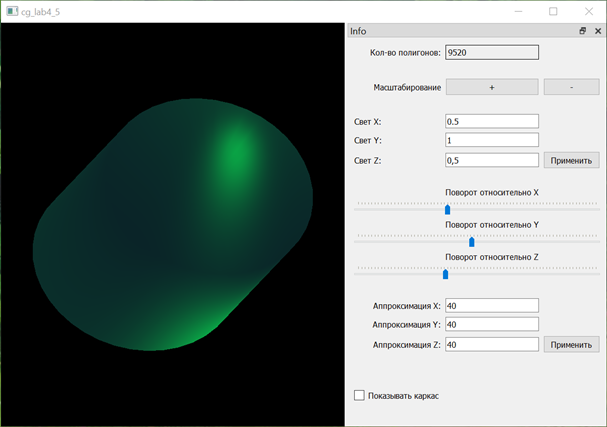 cg_lab4_5
Info
Кол-во полигонов: 9520
Масштабирование + -
Свет X: 0.5
Свет Y: 1
Свет Z: 0,5 Применить
Поворот относительно X
Поворот относительно Y
Поворот относительно Z
Аппроксимация X: 40
Аппроксимация Y: 40
Аппроксимация Z: 40 Применить
Показывать каркас